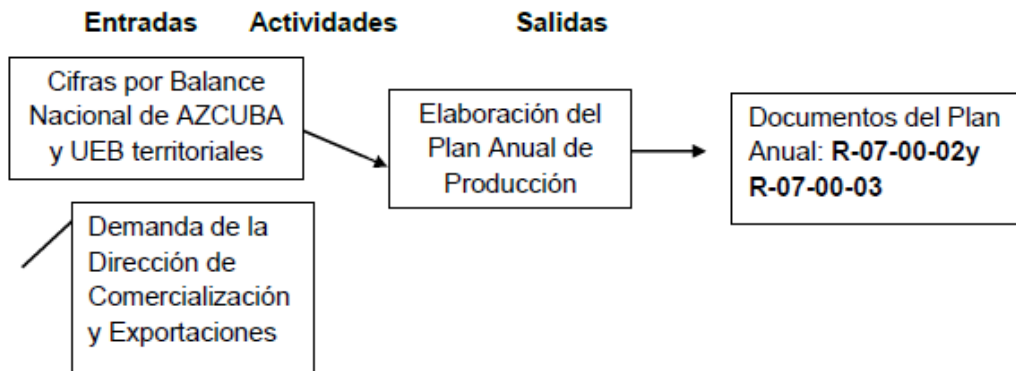 Entradas Actividades Salidas
Cifras por Balance
Nacional de AZCUBA
y UEB territoriales
Elaboración del
Plan Anual de
Producción
Documentos del Plan
Anual: R-07-00-02y
R-07-00-03
Demanda de la
Dirección de
Comercialización
y Exportaciones